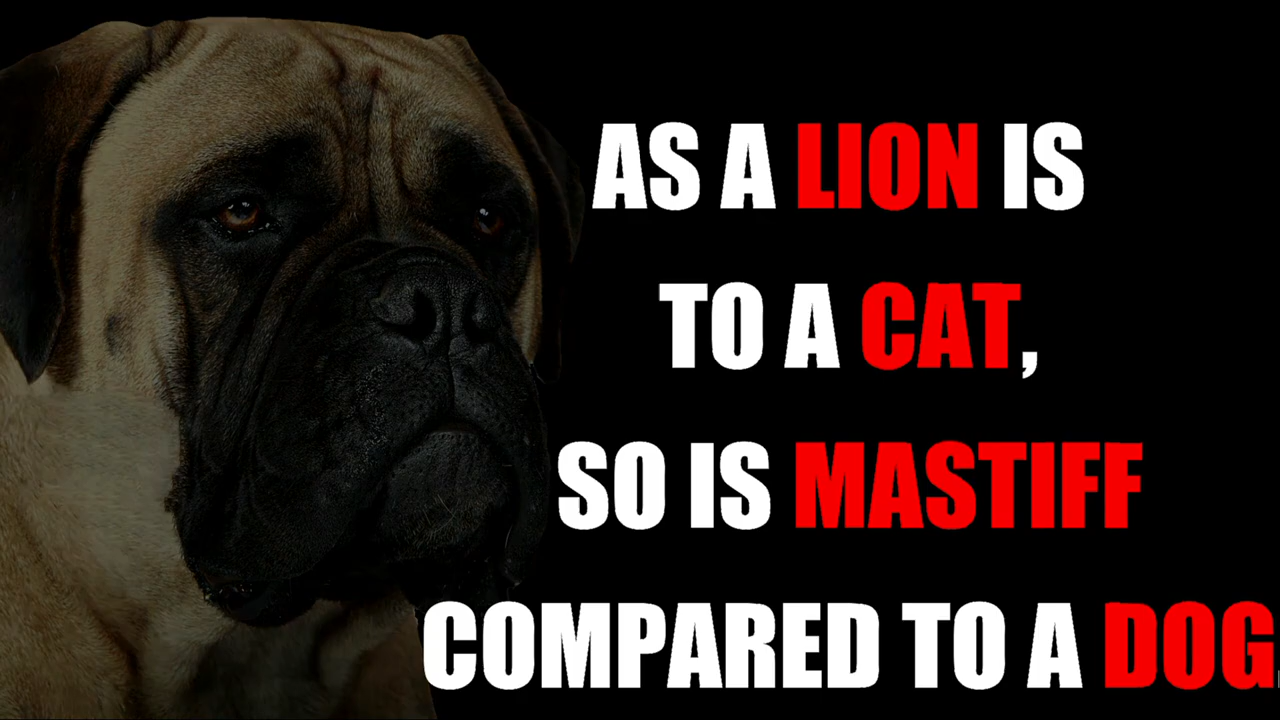 AS A LION IS
TO A CAT,
SO IS MASTIFF
COMPARED TO A DOG